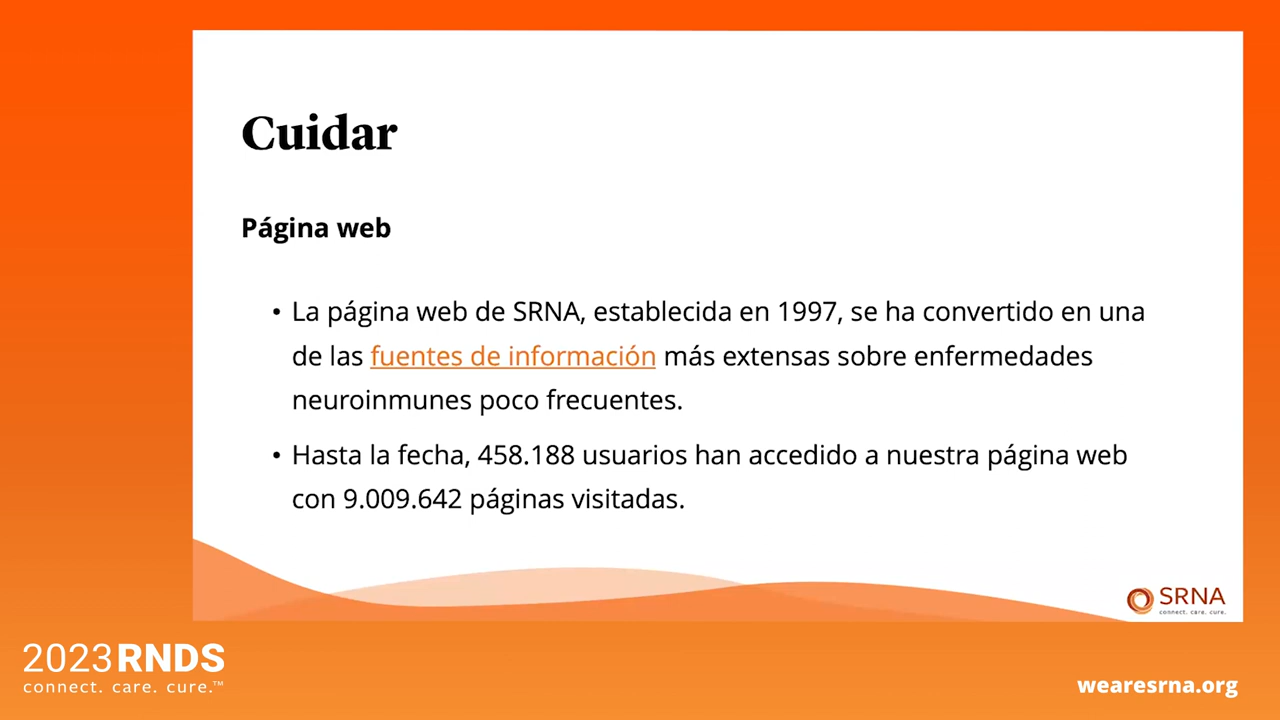 Cuidar
Página web
• La página web de SRNA, establecida en 1997, se ha convertido en una
de las fuentes de información más extensas sobre enfermedades
neuroinmunes poco frecuentes.
• Hasta la fecha, 458.188 usuarios han accedido a nuestra página web
con 9.009.642 páginas visitadas.
SRNA
connect. care. cure.
2023RNDS
connect. care. cure.™
wearesrna.org